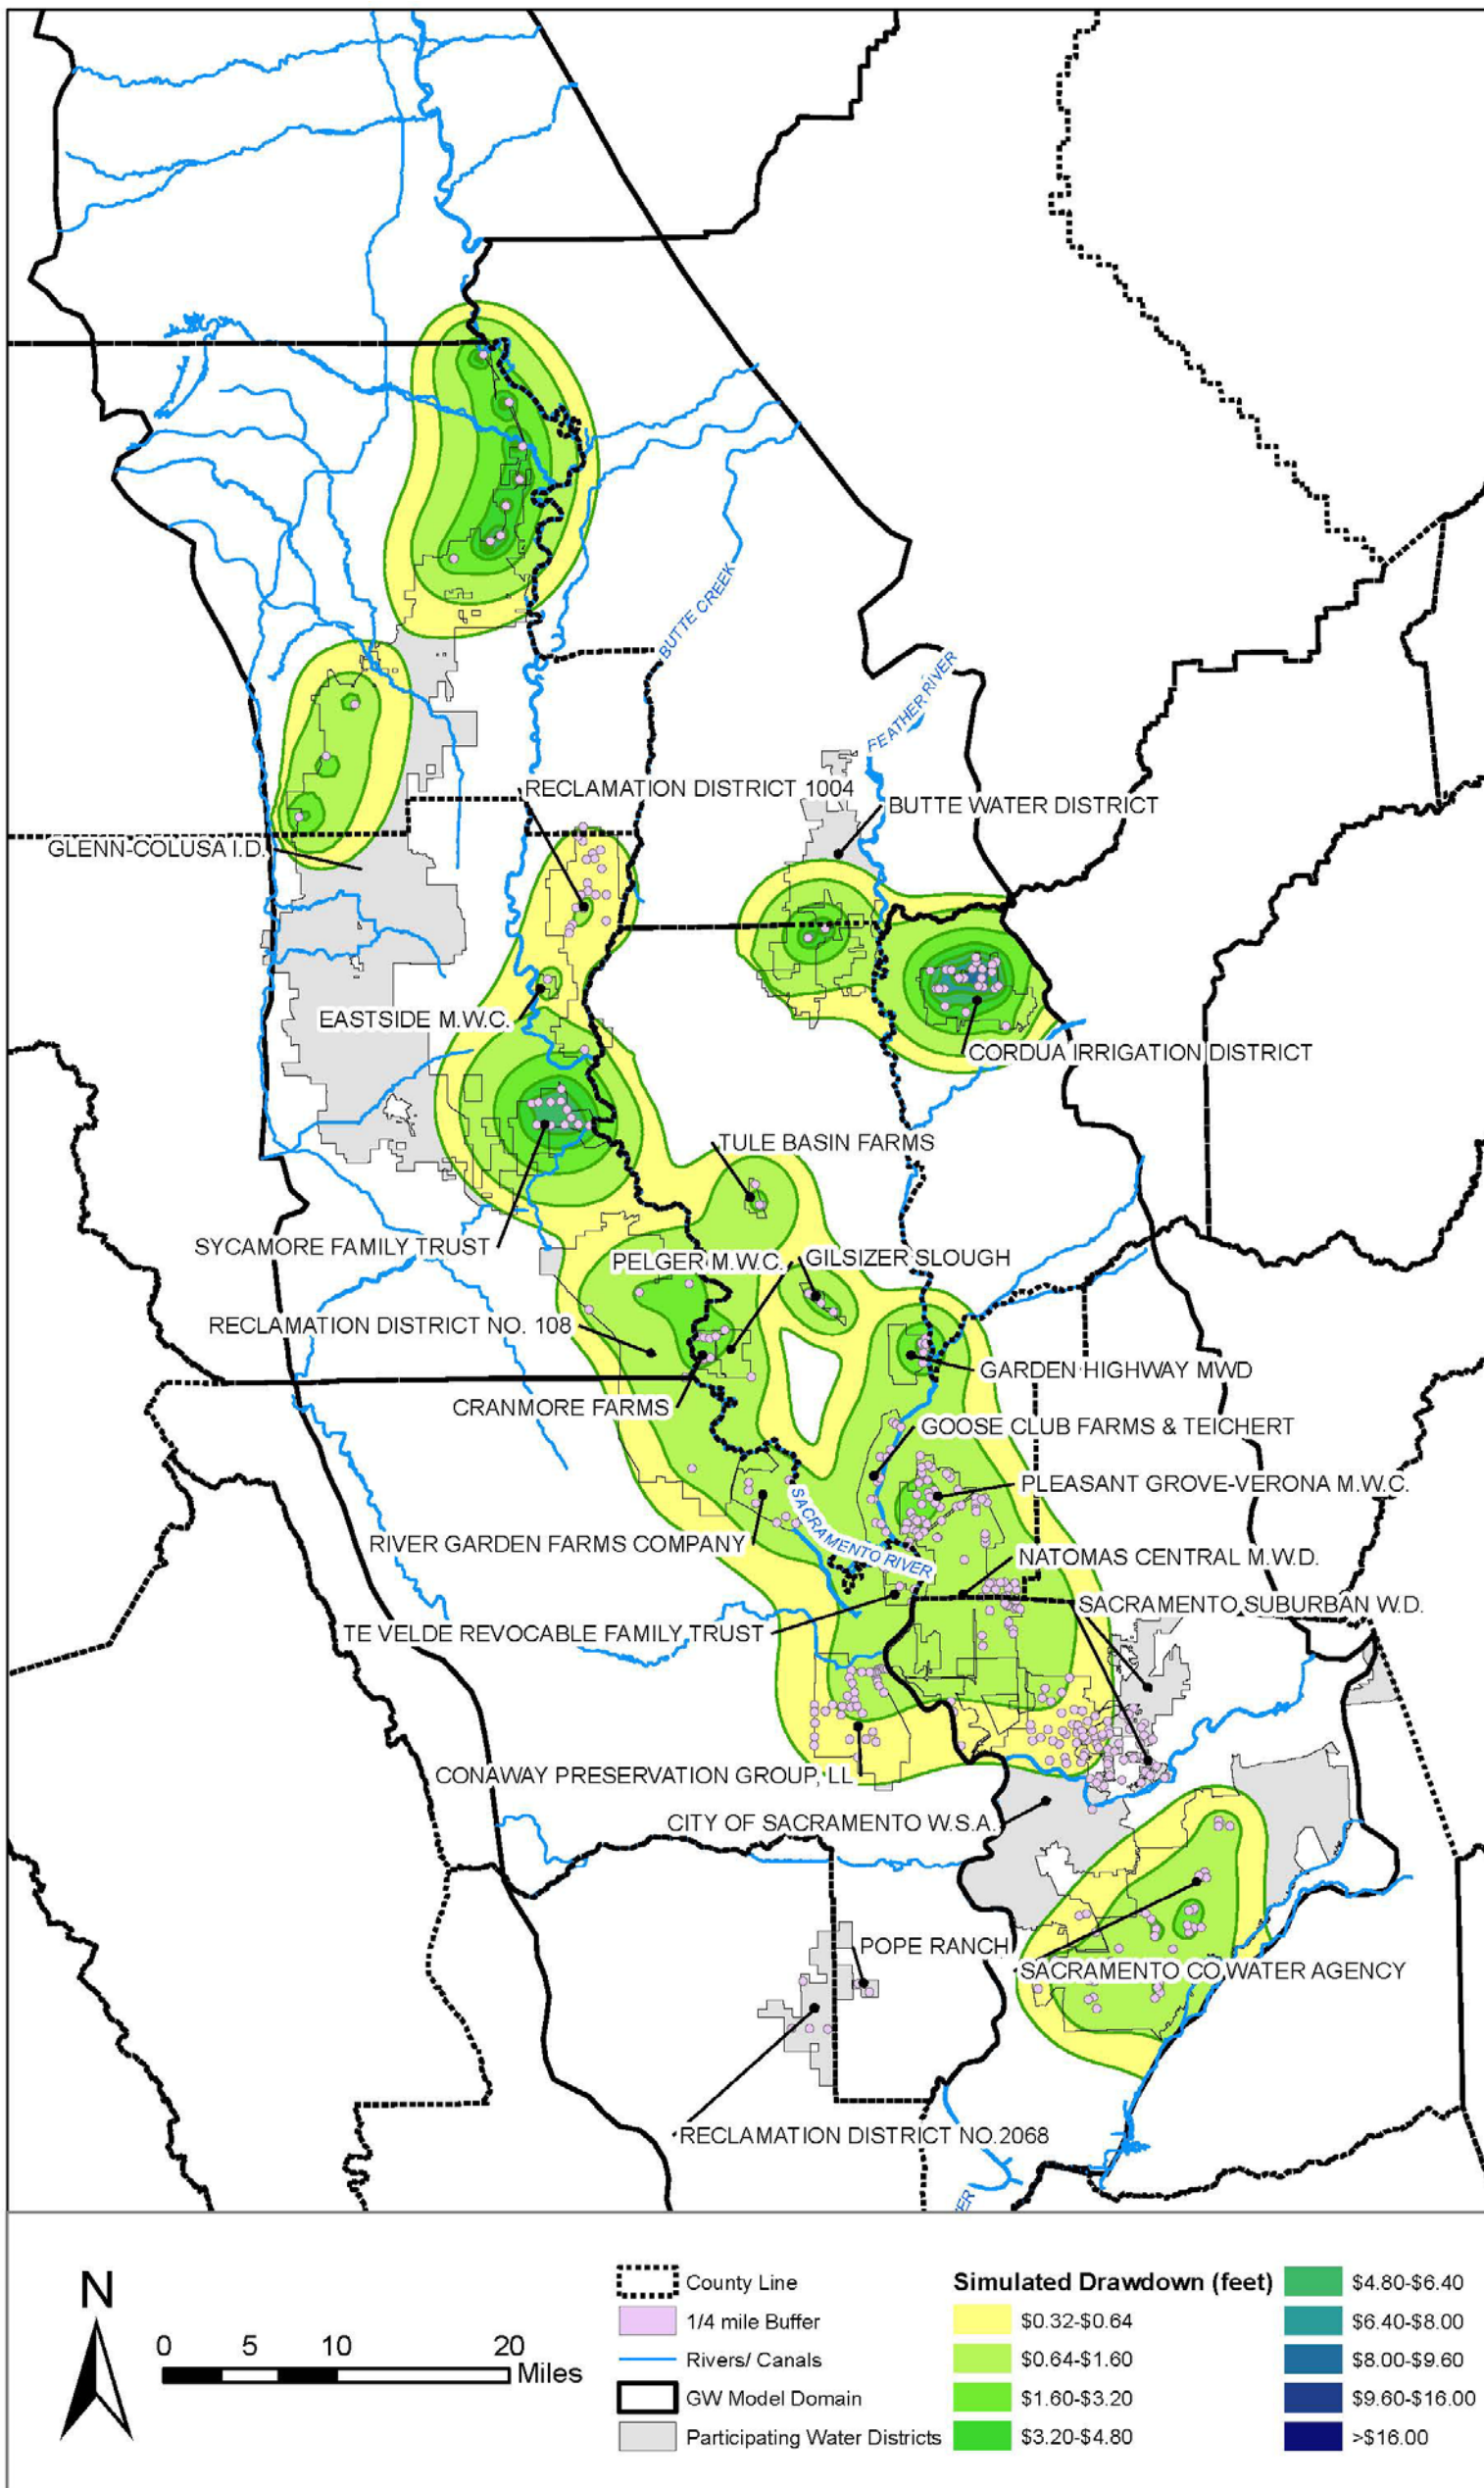 BUTTE CREEK
FEATHER RIVER
RECLAMATION DISTRICT 1004
BUTTE WATER DISTRICT
GLENN-COLUSA I.D.
EASTSIDE M.W.C.
CORDUA IRRIGATION DISTRICT
TULE BASIN FARMS
SYCAMORE FAMILY TRUST
PELGER M.W.C.
GILSIZER SLOUGH
RECLAMATION DISTRICT NO. 108
GARDEN HIGHWAY MWD
CRANMORE FARMS
GOOSE CLUB FARMS & TEICHERT
PLEASANT GROVE-VERONA M.W.C.
SACRAMENTO RIVER
RIVER GARDEN FARMS COMPANY
NATOMAS CENTRAL M.W.D.
SACRAMENTO SUBURBAN W.D.
TE VELDE REVOCABLE FAMILY TRUST
CONAWAY PRESERVATION GROUP, LL
CITY OF SACRAMENTO W.S.A.
POPE RANCH
SACRAMENTO CO WATER AGENCY
RECLAMATION DISTRICT NO.2068
ER
N
0 5 10 20
Miles
County Line
1/4 mile Buffer
Rivers/ Canals
GW Model Domain
Participating Water Districts
Simulated Drawdown (feet)
$0.32-$0.64
$0.64-$1.60
$1.60-$3.20
$3.20-$4.80
$4.80-$6.40
$6.40-$8.00
$8.00-$9.60
$9.60-$16.00
>$16.00